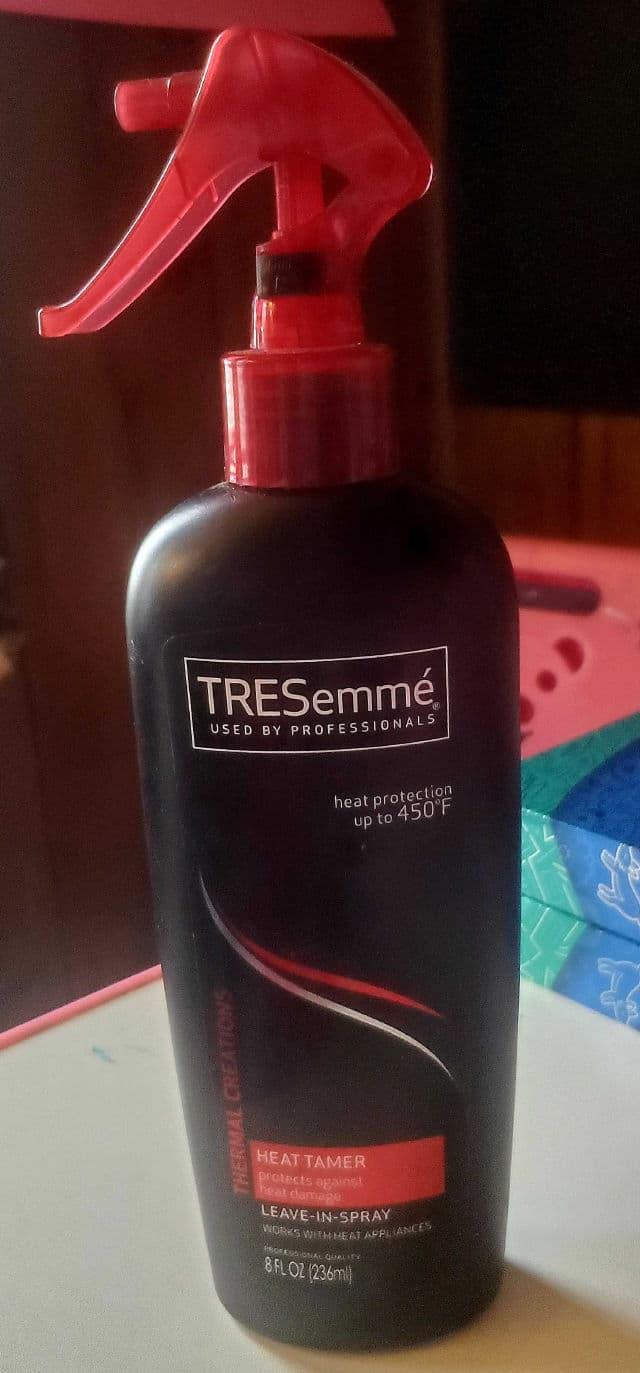 TRESemmé®
USED BY PROFESSIONALS
heat protection
up to 450°F
THERMAL CREATIONS
HEAT TAMER
protects against
heat damage
LEAVE-IN-SPRAY
WORKS WITH HEAT APPLIANCES
PROFESSIONAL QUALITY
8 FL OZ (236ml)